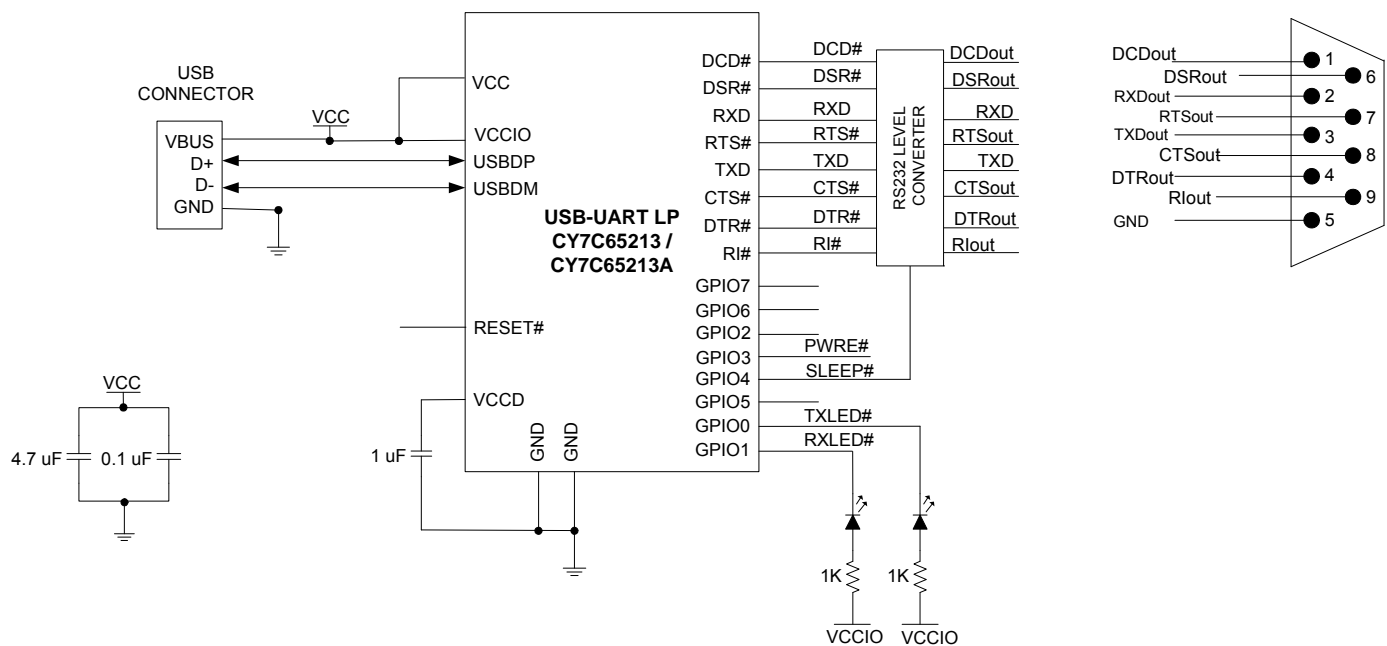 USB
CONNECTOR
VBUS
D+
D-
GND
VCC
VCC
VCCIO
USBDP
USBDM
RESET#
VCCD
GND
GND
USB-UART LP
CY7C65213 /
CY7C65213A
DCD#
DSR#
RXD
RTS#
TXD
CTS#
DTR#
RI#
GPIO7
GPIO6
GPIO2
GPIO3
GPIO4
GPIO5
GPIO0
GPIO1
DCD#
DSR#
RXD
RTS#
TXD
CTS#
DTR#
RI#
PWRE#
SLEEP#
TXLED#
RXLED#
RS232 LEVEL
CONVERTER
DCDout
DSRout
RXD
RTSout
TXD
CTSout
DTRout
RIout
DCDout 1
DSRout 6
RXDout 2
RTSout 7
TXDout 3
CTSout 8
DTRout 4
RIout 9
GND 5
VCC
4.7 uF
0.1 uF
1 uF
1K
1K
VCCIO
VCCIO